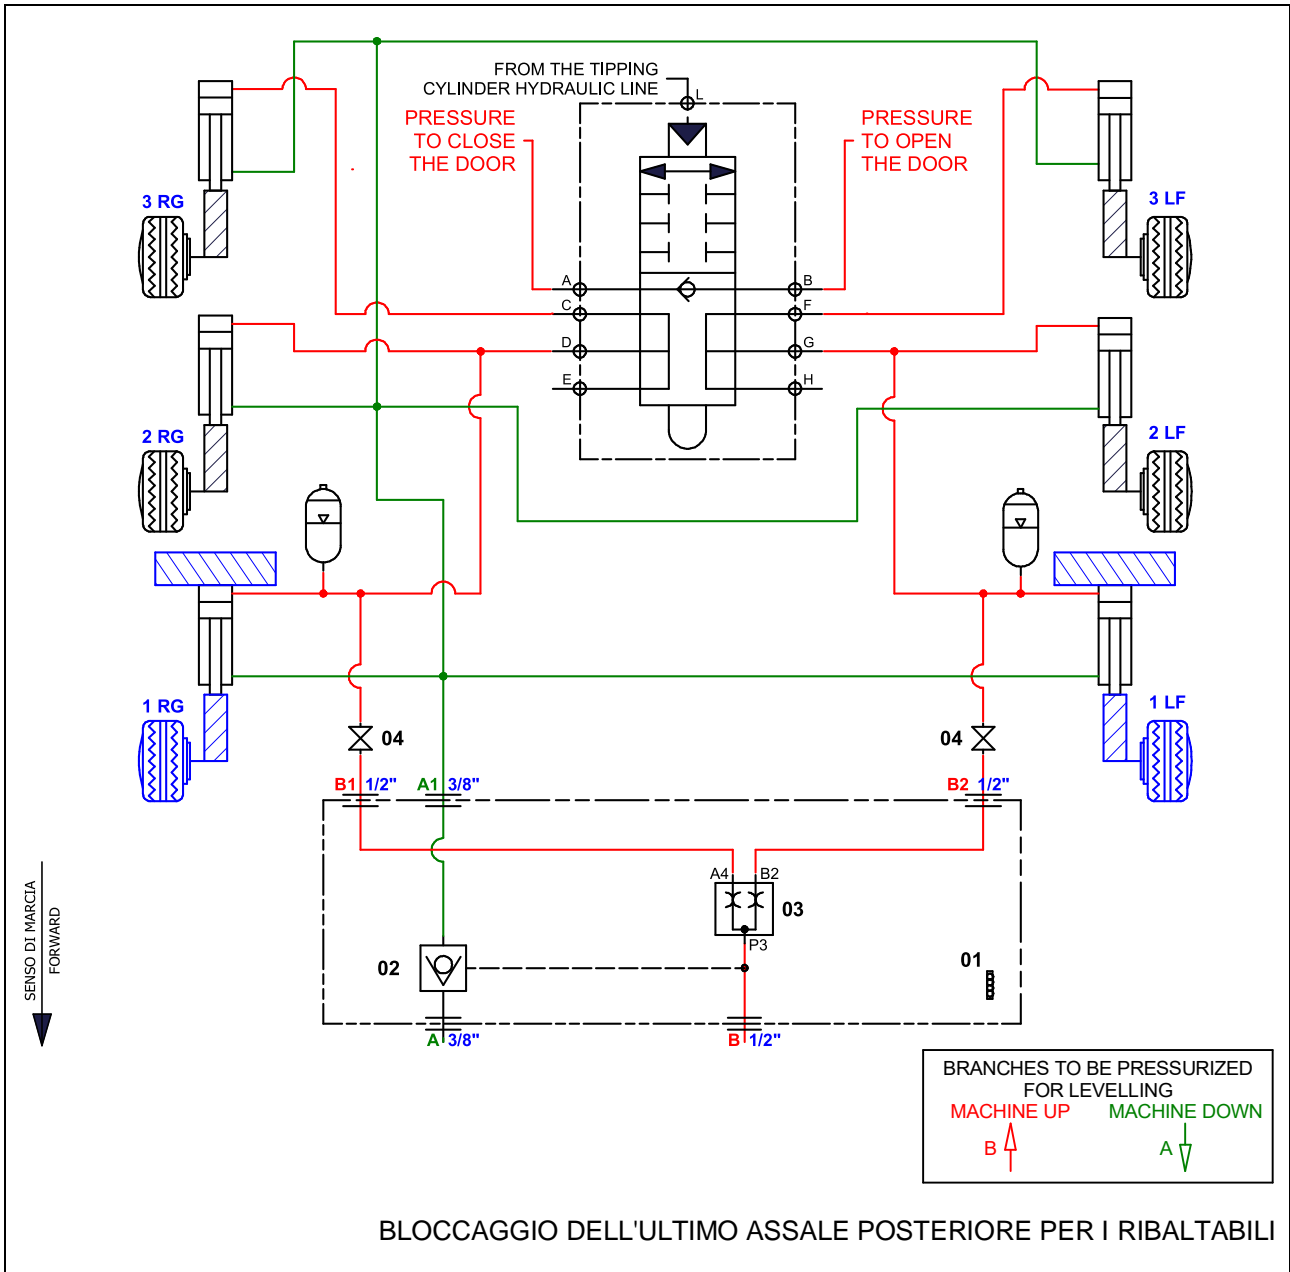 FROM THE TIPPING
CYLINDER HYDRAULIC LINE
L
PRESSURE
TO CLOSE
THE DOOR
PRESSURE
TO OPEN
THE DOOR
3 RG
3 LF
A
B
C
F
D
G
E
H
2 RG
2 LF
1 RG
1 LF
04
04
B1 1/2"
A1 3/8"
B2 1/2"
A4
B2
03
P3
02
01
A 3/8"
B 1/2"
SENSO DI MARCIA
FORWARD
BRANCHES TO BE PRESSURIZED
FOR LEVELLING
MACHINE UP
MACHINE DOWN
B
A
BLOCCAGGIO DELL'ULTIMO ASSALE POSTERIORE PER I RIBALTABILI